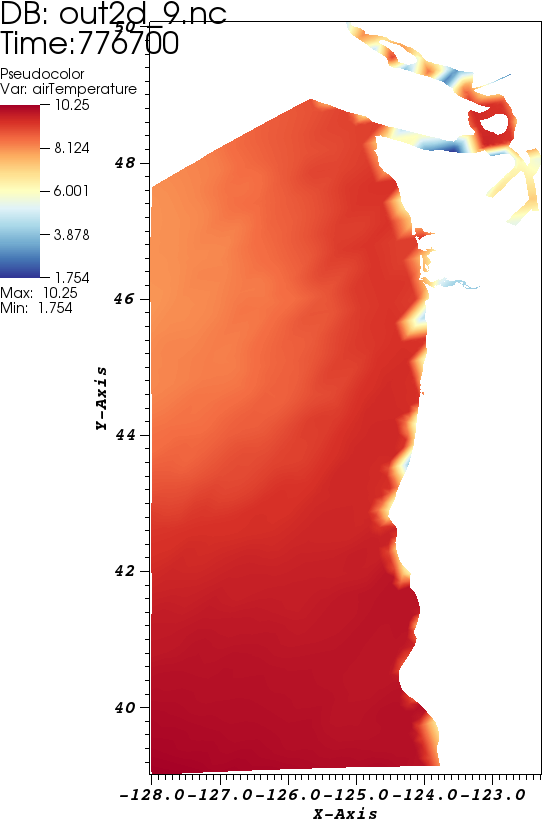 DB: out2d_9.nc
Time:776700
Pseudocolor
Var: airTemperature
10.25
8.124
6.001
3.878
1.754
Max: 10.25
Min: 1.754
50
48
46
44
42
40
Y-Axis
-128.0
-127.0
-126.0
-125.0
-124.0
-123.0
X-Axis